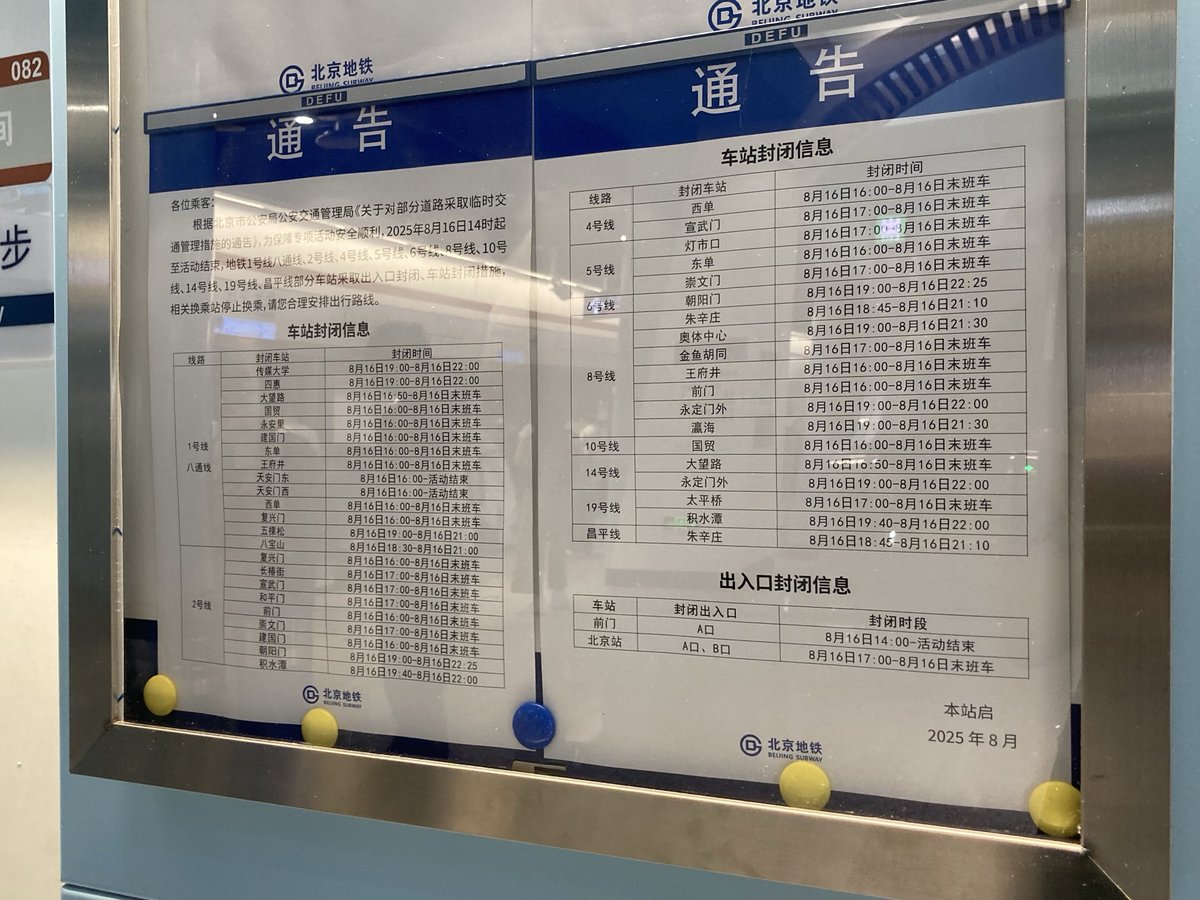 082
间
步
北京地铁
BEIJING SUBWAY
DEFU
通 告
各位乘客：
根据北京市公安局公安交通管理局《关于对部分道路采取临时交
通管理措施的通告》，为保障专项活动安全顺利，2025年8月16日14时起
至活动结束，地铁1号线八通线、2号线、4号线、5号线、6号线、8号线、10号
线、14号线、19号线、昌平线部分车站采取出入口封闭、车站封闭措施，
相关换乘站停止换乘，请您合理安排出行路线。
车站封闭信息
线路 封闭车站 封闭时间
1号线 八通线
传媒大学 8月16日19:00-8月16日22:00
四惠 8月16日19:00-8月16日22:00
大望路 8月16日16:50-8月16日末班车
国贸 8月16日16:00-8月16日末班车
永安里 8月16日16:00-8月16日末班车
建国门 8月16日16:00-8月16日末班车
东单 8月16日16:00-8月16日末班车
王府井 8月16日16:00-8月16日末班车
天安门东 8月16日16:00-活动结束
天安门西 8月16日16:00-活动结束
西单 8月16日16:00-8月16日末班车
复兴门 8月16日16:00-8月16日末班车
五棵松 8月16日19:00-8月16日21:00
八宝山 8月16日18:30-8月16日21:00
2号线
复兴门 8月16日16:00-8月16日末班车
长椿街 8月16日17:00-8月16日末班车
宣武门 8月16日17:00-8月16日末班车
和平门 8月16日17:00-8月16日末班车
前门 8月16日16:00-8月16日末班车
崇文门 8月16日17:00-8月16日末班车
建国门 8月16日16:00-8月16日末班车
朝阳门 8月16日19:00-8月16日22:25
积水潭 8月16日19:40-8月16日22:00
北京地铁
BEIJING SUBWAY
北京地铁
BEIJING SUBWAY
DEFU
通 告
车站封闭信息
线路 封闭车站 封闭时间
4号线 西单 8月16日16:00-8月16日末班车
宣武门 8月16日17:00-8月16日末班车
5号线 灯市口 8月16日17:00-8月16日末班车
东单 8月16日16:00-8月16日末班车
崇文门 8月16日17:00-8月16日末班车
6号线 朝阳门 8月16日19:00-8月16日22:25
8号线 朱辛庄 8月16日18:45-8月16日21:10
奥体中心 8月16日19:00-8月16日21:30
金鱼胡同 8月16日17:00-8月16日末班车
王府井 8月16日16:00-8月16日末班车
前门 8月16日16:00-8月16日末班车
永定门外 8月16日19:00-8月16日22:00
瀛海 8月16日19:00-8月16日21:30
10号线 国贸 8月16日16:00-8月16日末班车
14号线 大望路 8月16日16:50-8月16日末班车
永定门外 8月16日19:00-8月16日22:00
19号线 太平桥 8月16日17:00-8月16日末班车
积水潭 8月16日19:40-8月16日22:00
昌平线 朱辛庄 8月16日18:45-8月16日21:10
出入口封闭信息
车站 封闭出入口 封闭时段
前门 A口 8月16日14:00-活动结束
北京站 A口、B口 8月16日17:00-8月16日末班车
本站启
2025年8月
北京地铁
BEIJING SUBWAY